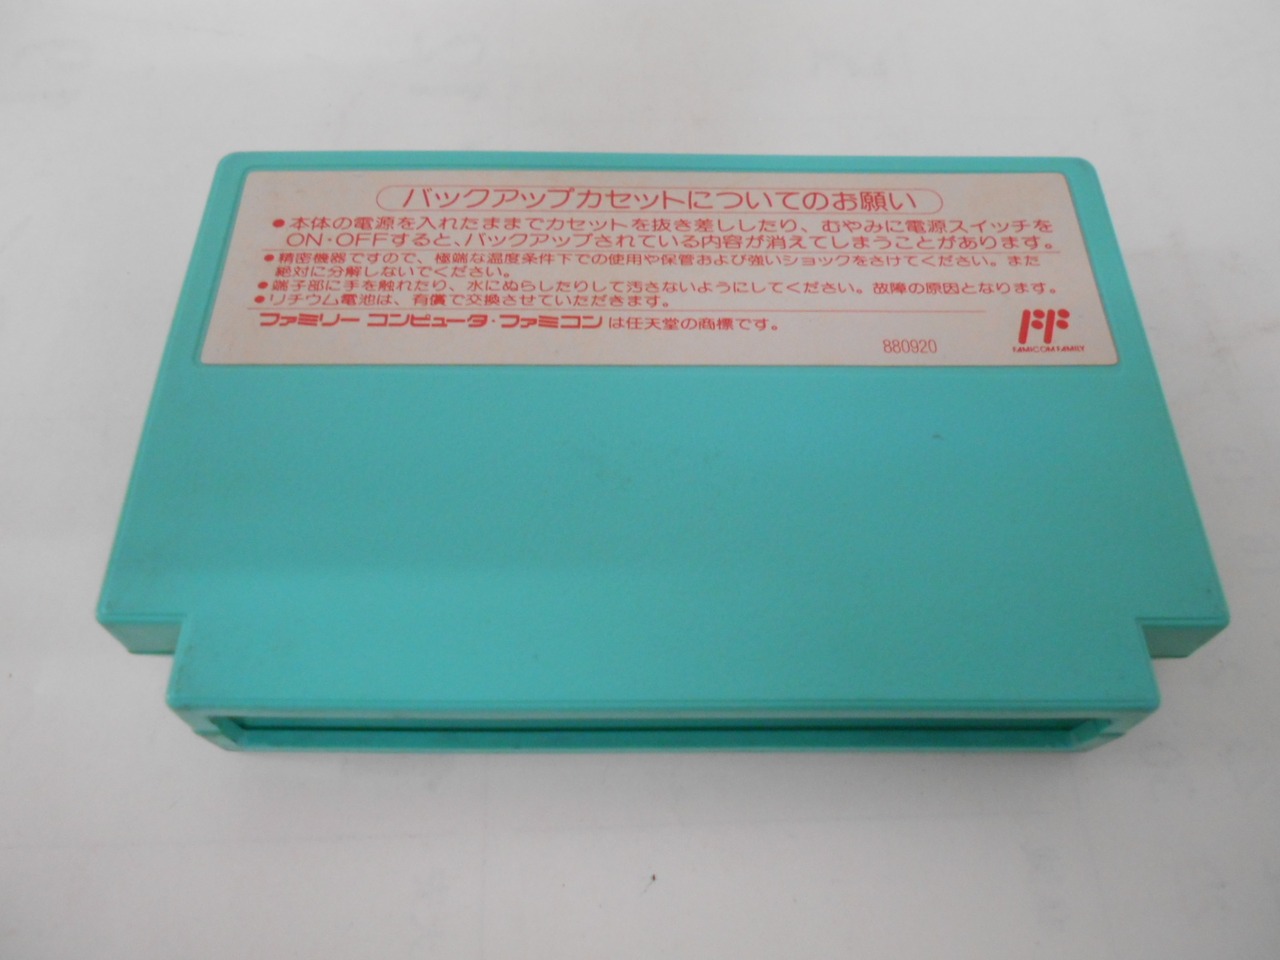 バックアップカセットについてのお願い
●本体の電源を入れたままでカセットを抜き差ししたり、むやみに電源スイッチを
ON・OFFすると、バックアップされている内容が消えてしまうことがあります。
●精密機器ですので、極端な温度条件下での使用や保管および強いショックをさけてください。また
絶対に分解しないでください。
●端子部に手を触れたり、水にぬらしたりして汚さないようにしてください。故障の原因となります。
●リチウム電池は、有償で交換させていただきます。
ファミリーコンピュータ・ファミコンは任天堂の商標です。
880920
FF
FAMICOM FAMILY